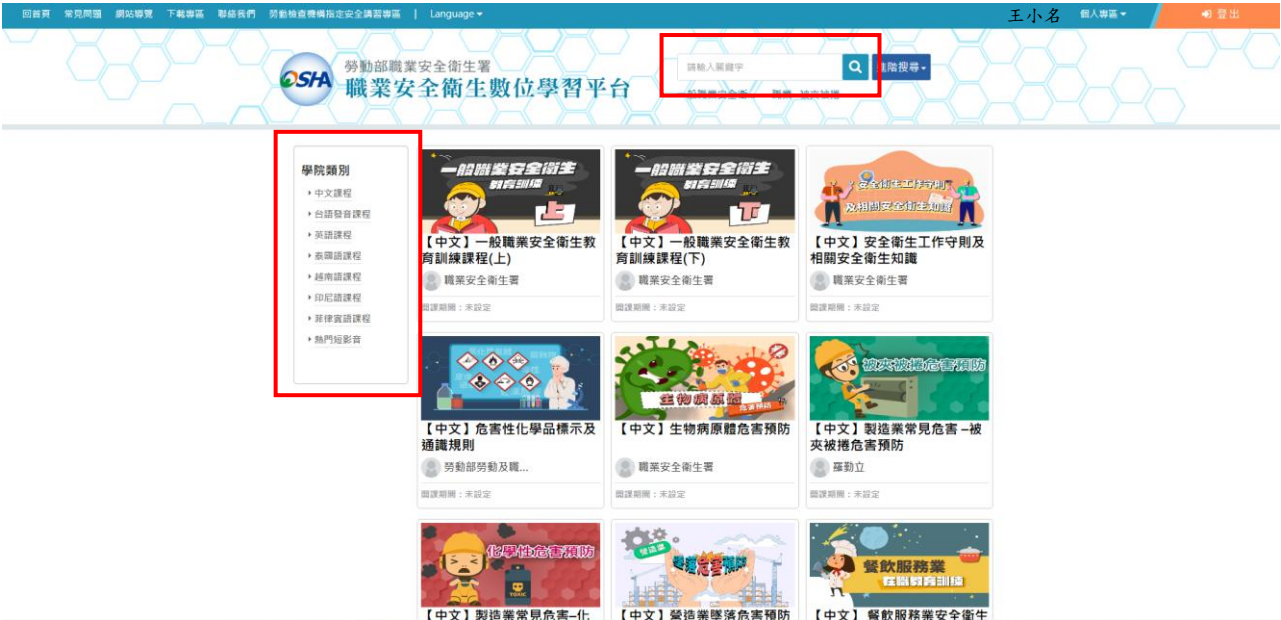 回首頁 常見問題 網站導覽 下載專區 聯絡我們 勞動檢查機構指定安全講習專區 | Language
王小名 個人專區 登出
OSHA
勞動部職業安全衛生署
職業安全衛生數位學習平台
請輸入關鍵字
進階搜尋
一般職業安全衛 職業 被夾被捲
學院類別
中文課程
台語發音課程
英語課程
泰國語課程
越南語課程
印尼語課程
菲律賓語課程
熱門短影音
一般職業安全衛生
教育訓練
上
【中文】一般職業安全衛生教
育訓練課程(上)
職業安全衛生署
開課期間：未設定
一般職業安全衛生
教育訓練
下
【中文】一般職業安全衛生教
育訓練課程(下)
職業安全衛生署
開課期間：未設定
安全衛生工作守則
及相關安全衛生知識
【中文】安全衛生工作守則及
相關安全衛生知識
職業安全衛生署
開課期間：未設定
【中文】危害性化學品標示及
通識規則
勞動部勞動及職...
開課期間：未設定
生物病原體
危害預防
【中文】生物病原體危害預防
職業安全衛生署
開課期間：未設定
被夾被捲危害預防
【中文】製造業常見危害–被
夾被捲危害預防
羅勤立
開課期間：未設定
化學性危害預防
TOXIC
【中文】製造業常見危害–化
營造業
墜落危害預防
【中文】營造業墜落危害預防
餐飲服務業
在職教育訓練
【中文】 餐飲服務業安全衛生